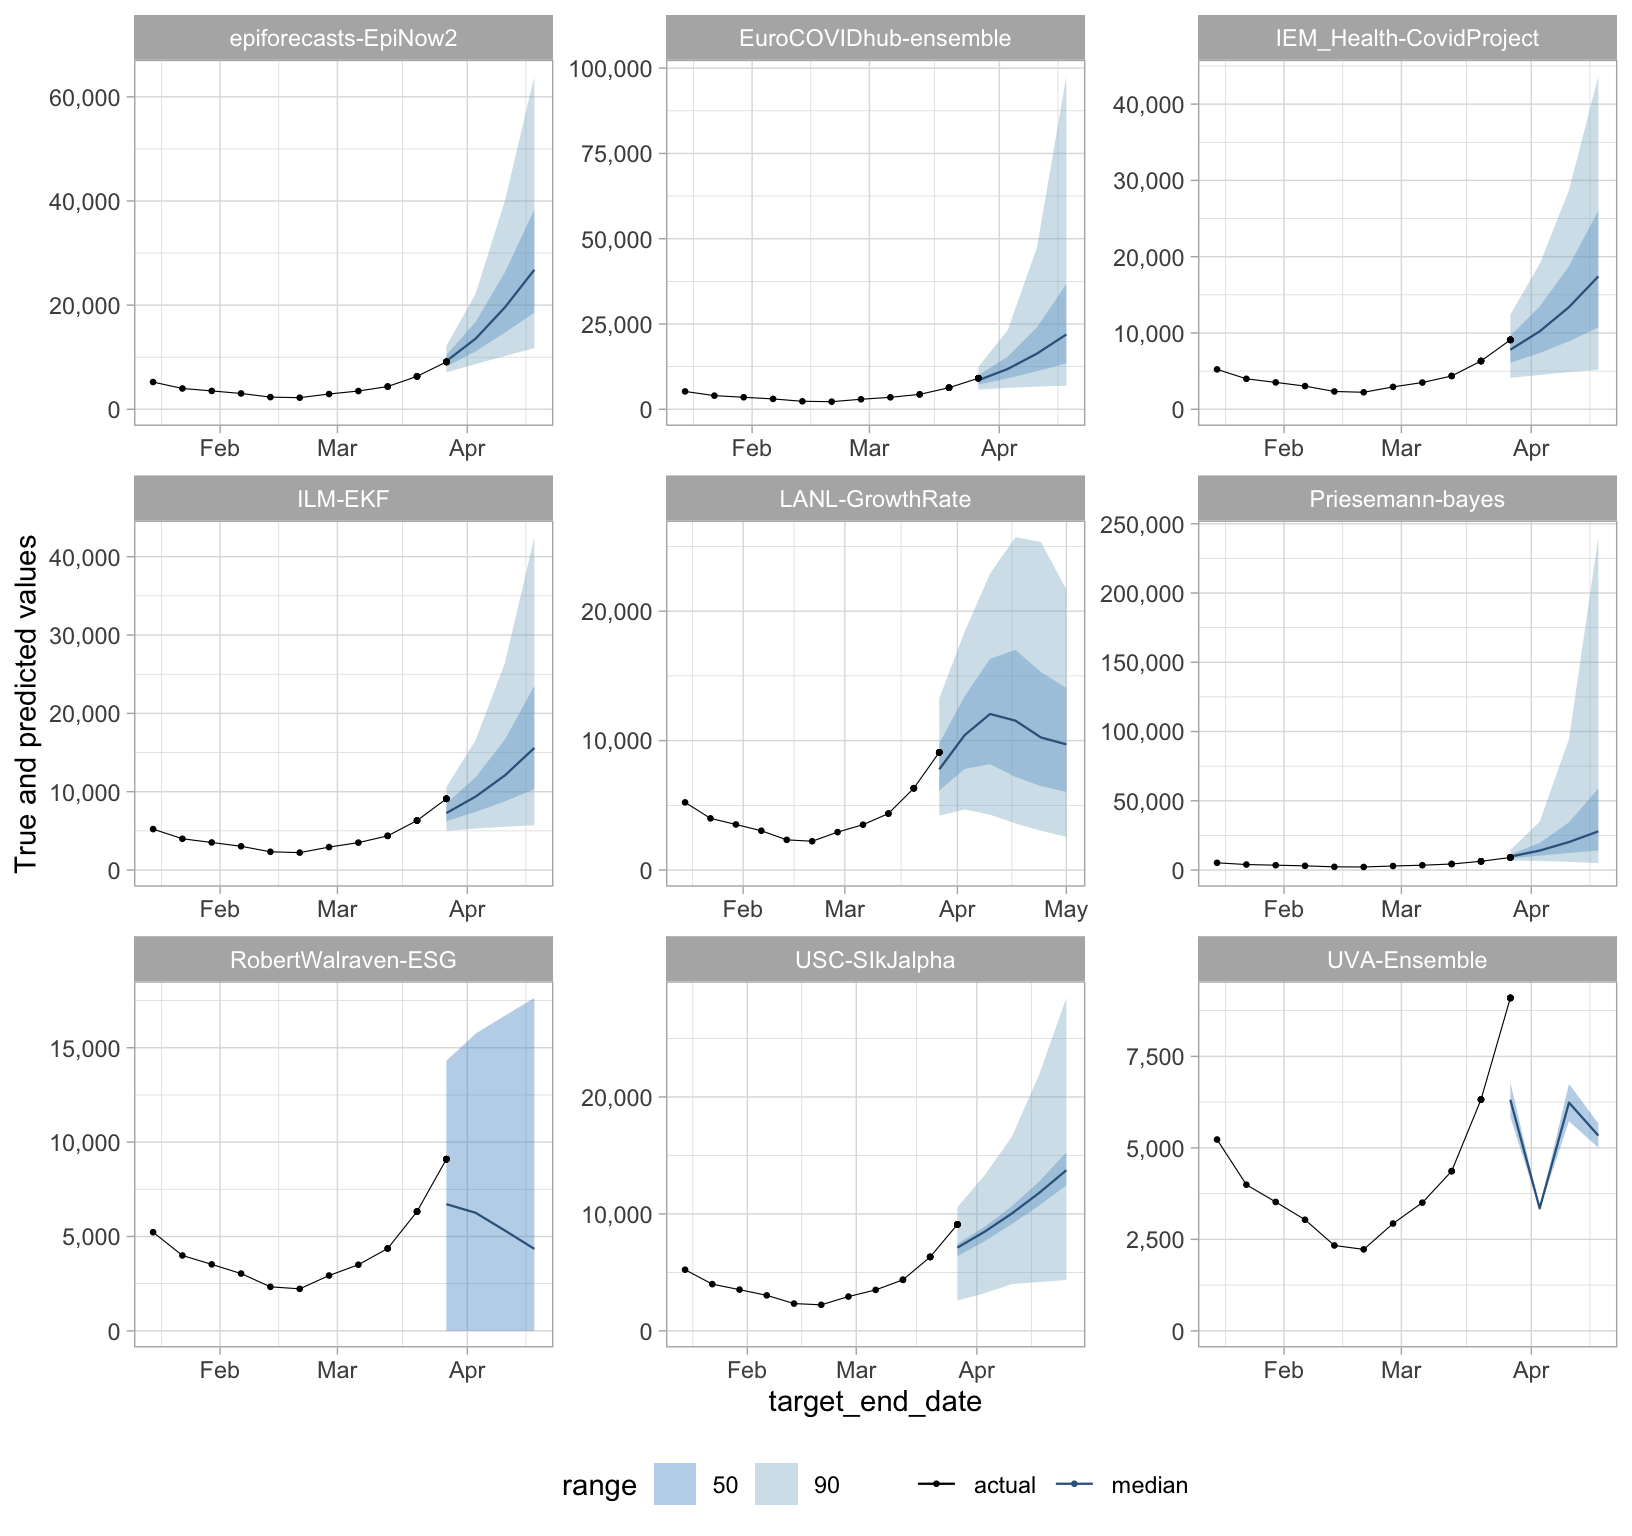 epiforecasts-EpiNow2
EuroCOVIDhub-ensemble
IEM_Health-CovidProject
60,000
40,000
20,000
0
Feb Mar Apr
100,000
75,000
50,000
25,000
0
Feb Mar Apr
40,000
30,000
20,000
10,000
0
Feb Mar Apr
True and predicted values
ILM-EKF
LANL-GrowthRate
Priesemann-bayes
40,000
30,000
20,000
10,000
0
Feb Mar Apr
20,000
10,000
0
Feb Mar Apr May
250,000
200,000
150,000
100,000
50,000
0
Feb Mar Apr
RobertWalraven-ESG
USC-SIkJalpha
UVA-Ensemble
15,000
10,000
5,000
0
Feb Mar Apr
20,000
10,000
0
Feb Mar Apr
7,500
5,000
2,500
0
Feb Mar Apr
target_end_date
range 50 90 actual median